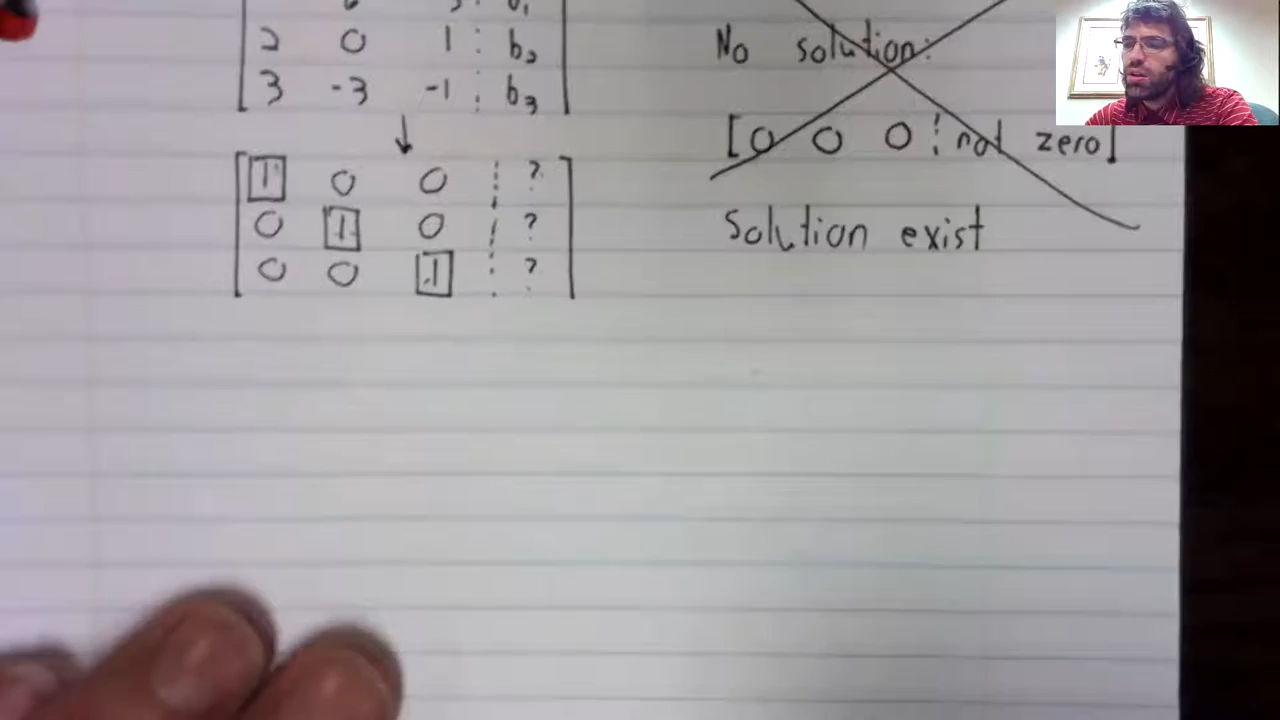 2 0 1 : b₂
3 -3 -1 : b₃
↓
1 0 0 ⋮ ?
0 1 0 ⋮ ?
0 0 1 ⋮ ?
No solution:
[0 0 0 ⋮ not zero]
Solution exist